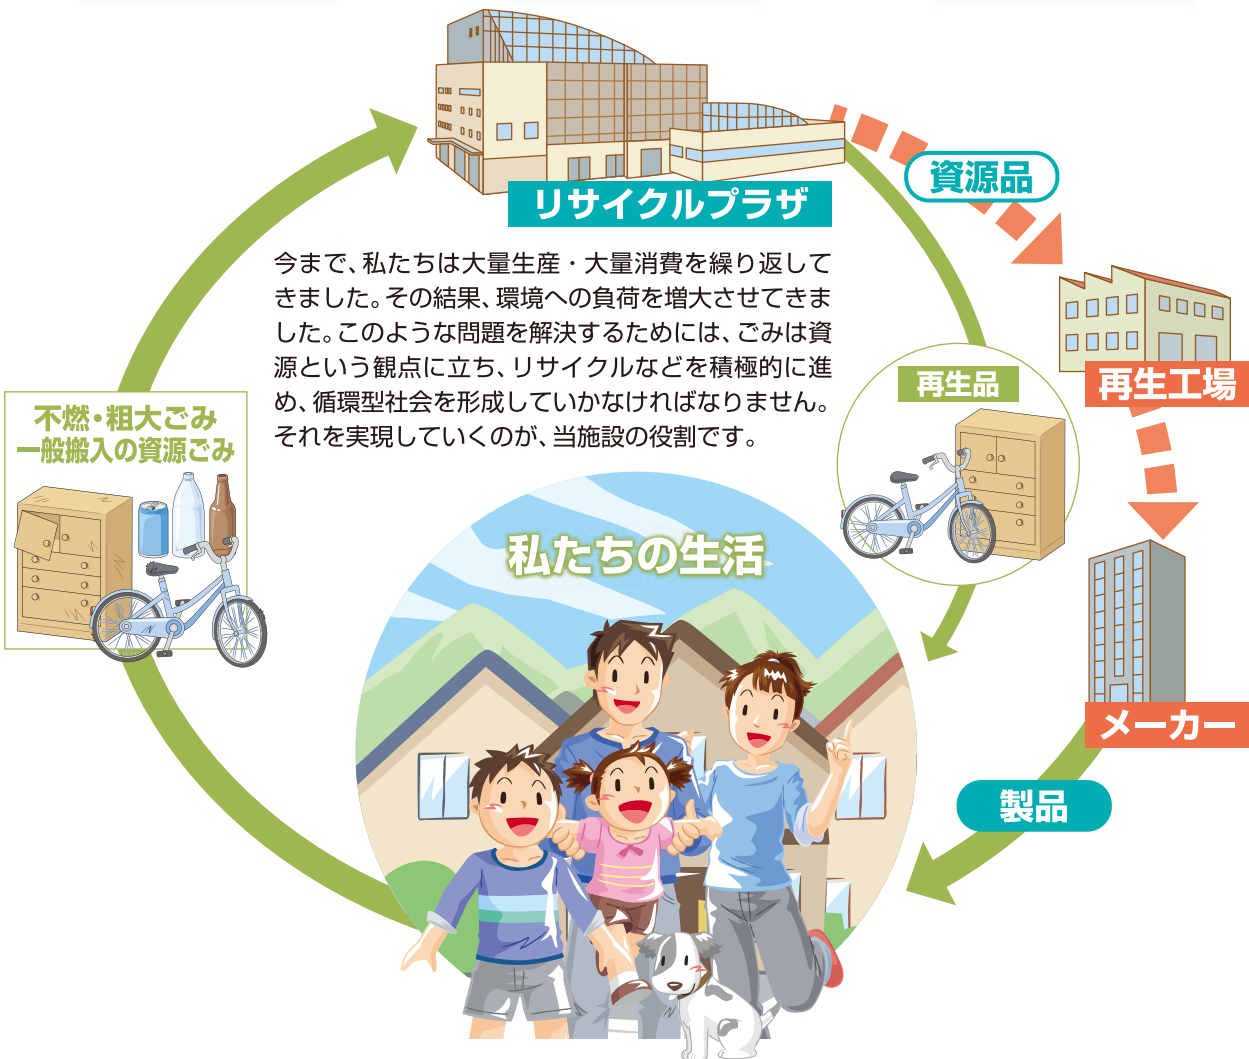 リサイクルプラザ
資源品
今まで、私たちは大量生産・大量消費を繰り返して
きました。その結果、環境への負荷を増大させてきま
した。このような問題を解決するためには、ごみは資
源という観点に立ち、リサイクルなどを積極的に進
め、循環型社会を形成していかなければなりません。
それを実現していくのが、当施設の役割です。
再生工場
再生品
不燃・粗大ごみ
一般搬入の資源ごみ
私たちの生活
メーカー
製品